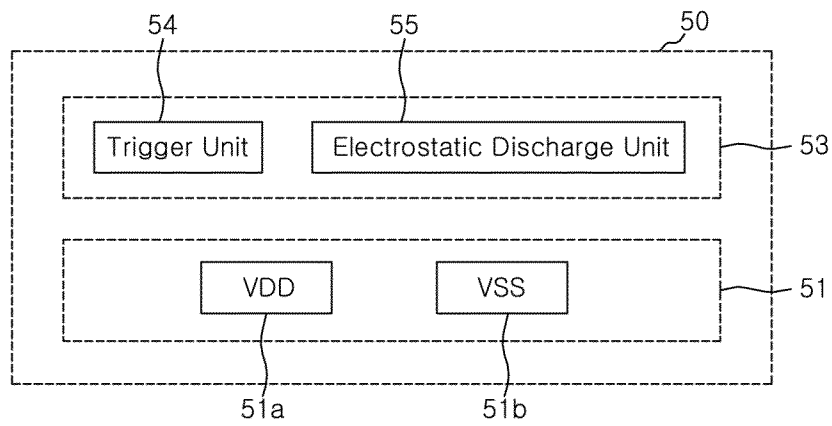 54
55
50
Trigger Unit
Electrostatic Discharge Unit
53
VDD
VSS
51
51a
51b